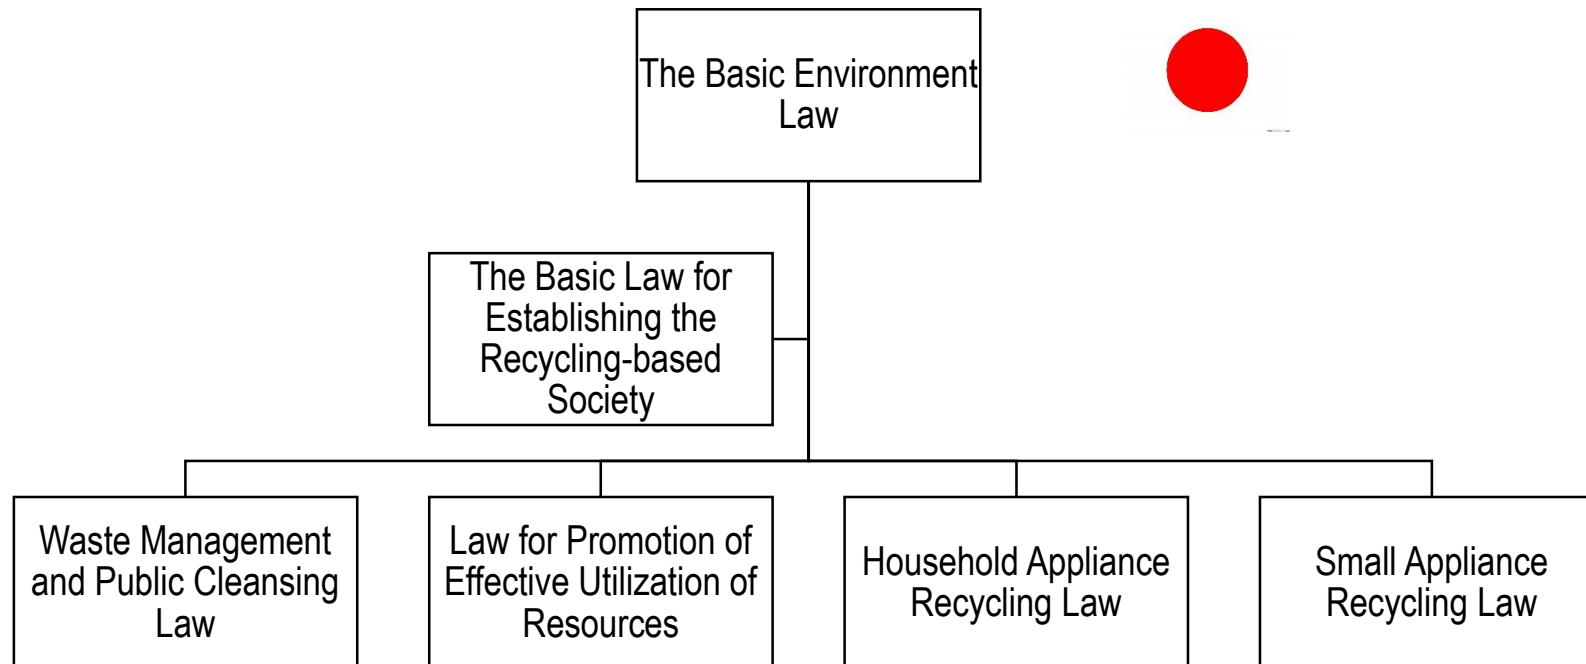 The Basic Environment
Law
The Basic Law for
Establishing the
Recycling-based
Society
Waste Management
and Public Cleansing
Law
Law for Promotion of
Effective Utilization of
Resources
Household Appliance
Recycling Law
Small Appliance
Recycling Law